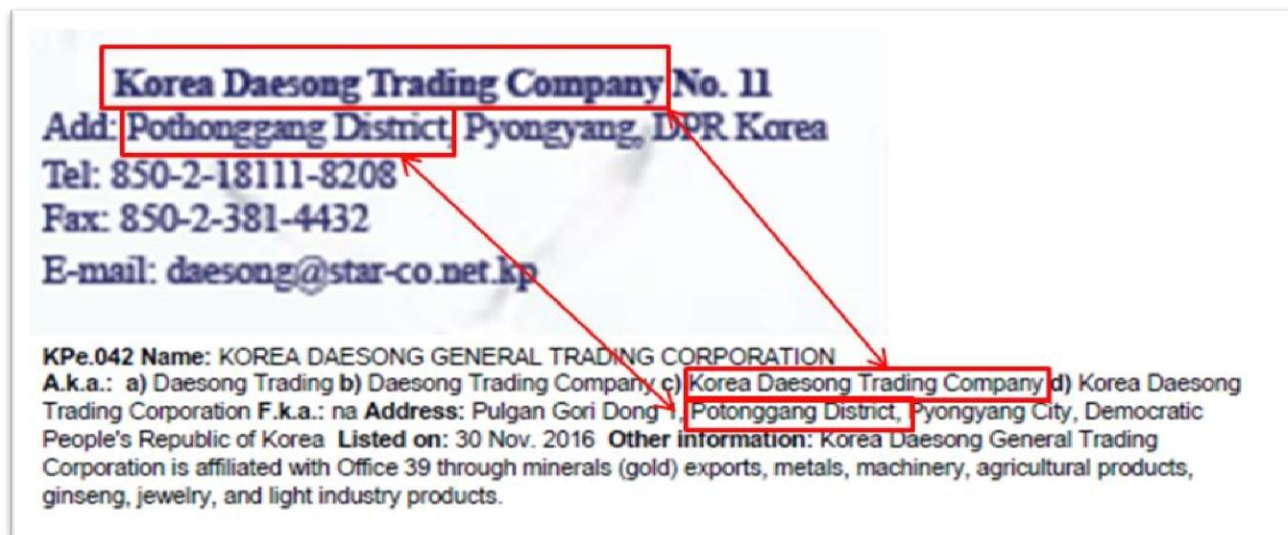 Korea Daesong Trading Company No. 11
Add: Pothonggang District, Pyongyang, DPR Korea
Tel: 850-2-18111-8208
Fax: 850-2-381-4432
E-mail: daesong@star-co.net.kp
KPe.042 Name: KOREA DAESONG GENERAL TRADING CORPORATION
A.k.a.: a) Daesong Trading b) Daesong Trading Company c) Korea Daesong Trading Company d) Korea Daesong
Trading Corporation F.k.a.: na Address: Pulgan Gori Dong 1, Potonggang District, Pyongyang City, Democratic
People's Republic of Korea Listed on: 30 Nov. 2016 Other information: Korea Daesong General Trading
Corporation is affiliated with Office 39 through minerals (gold) exports, metals, machinery, agricultural products,
ginseng, jewelry, and light industry products.